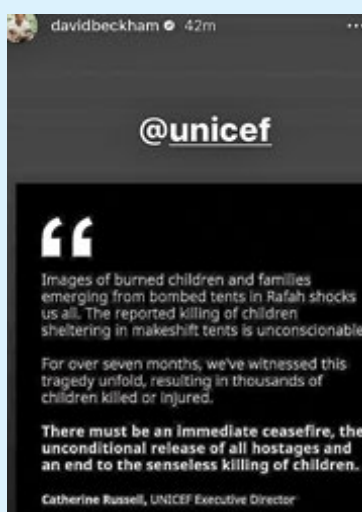 davidbeckham 42m
@unicef
Images of burned children and families
emerging from bombed tents in Rafah shocks
us all. The reported killing of children
sheltering in makeshift tents is unconscionable
For over seven months, we've witnessed this
tragedy unfold, resulting in thousands of
children killed or injured.
There must be an immediate ceasefire, the
unconditional release of all hostages and
an end to the senseless killing of children.
Catherine Russell, UNICEF Executive Director